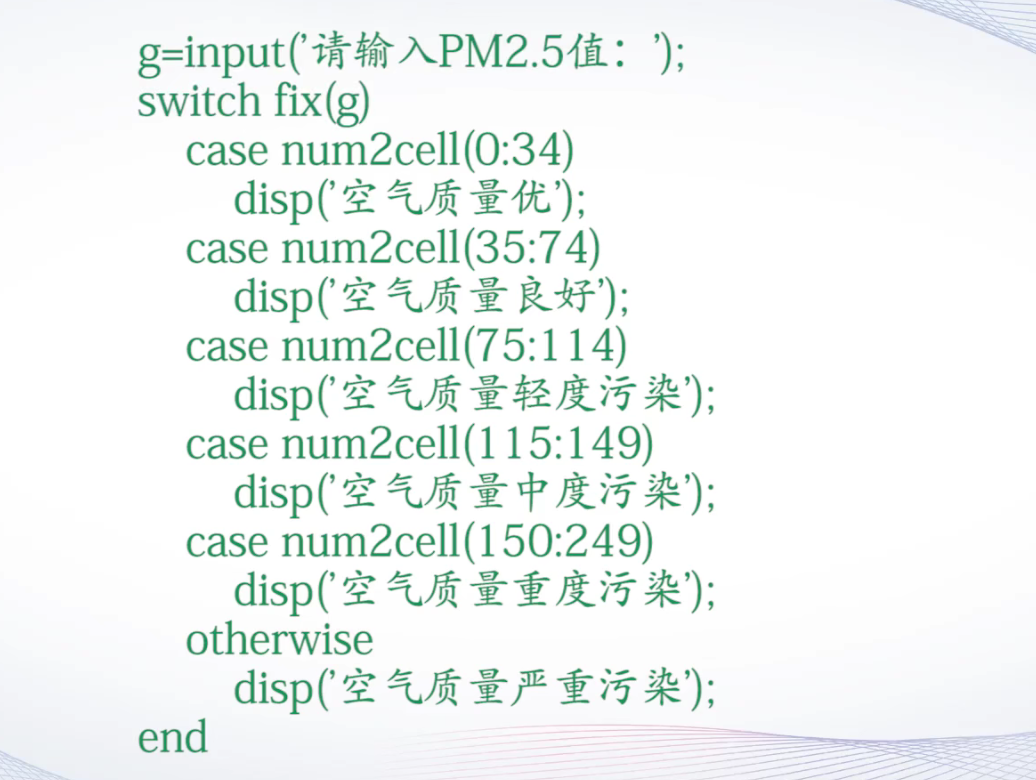 g=input('请输入PM2.5值：');
switch fix(g)
case num2cell(0:34)
disp('空气质量优');
case num2cell(35:74)
disp('空气质量良好');
case num2cell(75:114)
disp('空气质量轻度污染');
case num2cell(115:149)
disp('空气质量中度污染');
case num2cell(150:249)
disp('空气质量重度污染');
otherwise
disp('空气质量严重污染');
end